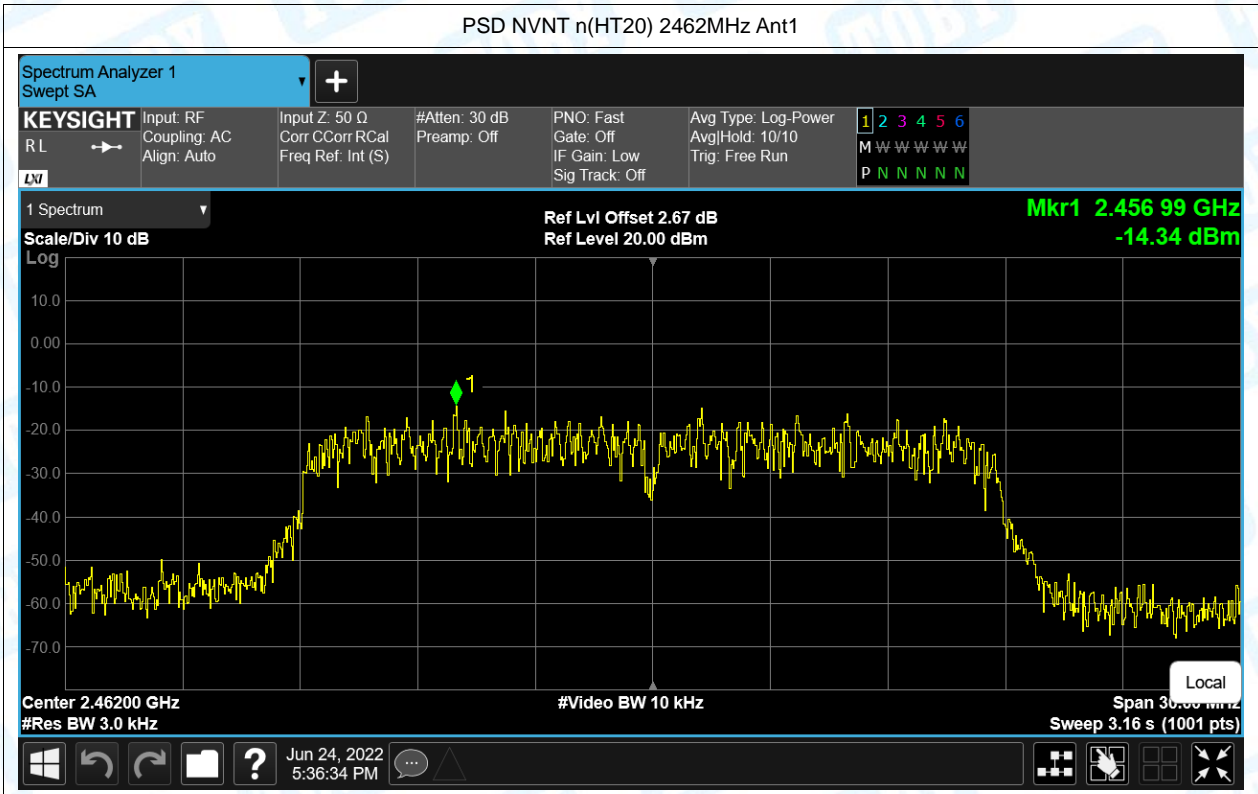 PSD NVNT n(HT20) 2462MHz Ant1
Spectrum Analyzer 1
Swept SA
KEYSIGHT
R L
LXI
Input: RF
Coupling: AC
Align: Auto
Input Z: 50 Ω
Corr CCorr RCal
Freq Ref: Int (S)
#Atten: 30 dB
Preamp: Off
PNO: Fast
Gate: Off
IF Gain: Low
Sig Track: Off
Avg Type: Log-Power
Avg|Hold: 10/10
Trig: Free Run
1 2 3 4 5 6
M W W W W W
P N N N N N
1 Spectrum
Scale/Div 10 dB
Ref Lvl Offset 2.67 dB
Ref Level 20.00 dBm
Mkr1 2.456 99 GHz
-14.34 dBm
Log
10.0
0.00
-10.0
-20.0
-30.0
-40.0
-50.0
-60.0
-70.0
1
Center 2.46200 GHz
#Res BW 3.0 kHz
#Video BW 10 kHz
Span 30.00 MHz
Sweep 3.16 s (1001 pts)
Local
?
Jun 24, 2022
5:36:34 PM